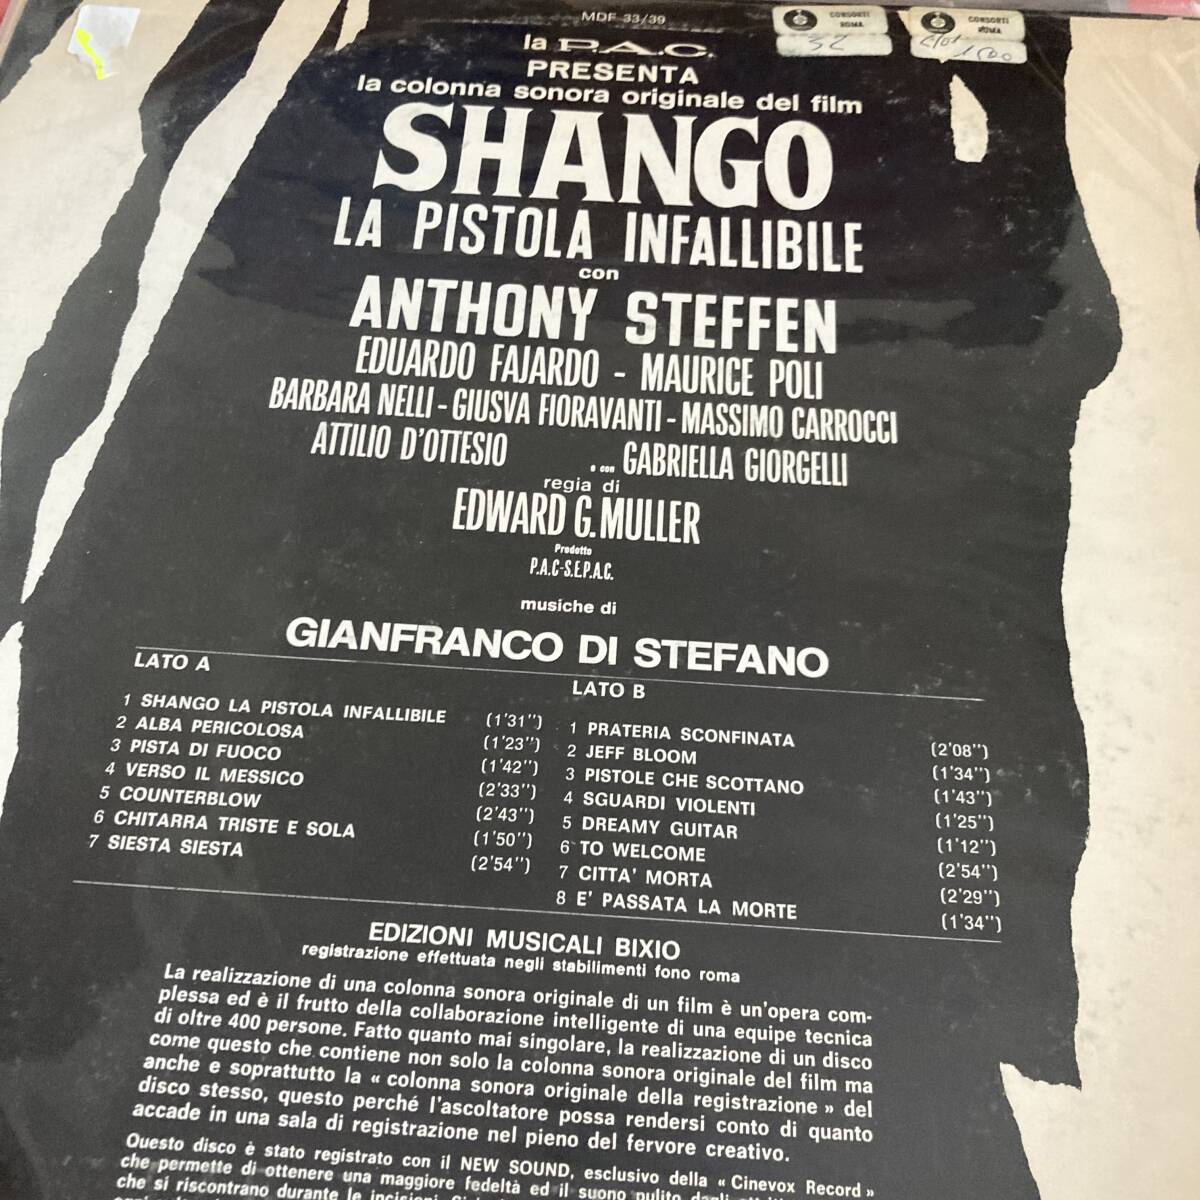 MDF 33/39
CONSORTI
ROMA
CONSORTI
ROMA
la P.A.C.
PRESENTA
la colonna sonora originale del film
SHANGO
LA PISTOLA INFALLIBILE
con
ANTHONY STEFFEN
EDUARDO FAJARDO - MAURICE POLI
BARBARA NELLI - GIUSVA FIORAVANTI - MASSIMO CARROCCI
ATTILIO D'OTTESIO e con GABRIELLA GIORGELLI
regia di
EDWARD G. MULLER
Prodotto
P.A.C-S.E.P.A.C.
musiche di
GIANFRANCO DI STEFANO
LATO A
1 SHANGO LA PISTOLA INFALLIBILE (1'31")
2 ALBA PERICOLOSA (1'23")
3 PISTA DI FUOCO (1'42")
4 VERSO IL MESSICO (2'33")
5 COUNTERBLOW (2'43")
6 CHITARRA TRISTE E SOLA (1'50")
7 SIESTA SIESTA (2'54")
LATO B
1 PRATERIA SCONFINATA (2'08")
2 JEFF BLOOM (1'34")
3 PISTOLE CHE SCOTTANO (1'43")
4 SGUARDI VIOLENTI (1'25")
5 DREAMY GUITAR (1'12")
6 TO WELCOME (2'54")
7 CITTA' MORTA (2'29")
8 E' PASSATA LA MORTE (1'34")
EDIZIONI MUSICALI BIXIO
registrazione effettuata negli stabilimenti fono roma
La realizzazione di una colonna sonora originale di un film è un'opera com-
plessa ed è il frutto della collaborazione intelligente di una equipe tecnica
di oltre 400 persone. Fatto quanto mai singolare, la realizzazione di un disco
come questo che contiene non solo la colonna sonora originale del film ma
anche e soprattutto la « colonna sonora originale della registrazione » del
disco stesso, questo perché l'ascoltatore possa rendersi conto di quanto
accade in una sala di registrazione nel pieno del fervore creativo.
Questo disco è stato registrato con il NEW SOUND, esclusivo della « Cinevox Record »
che permette di ottenere una maggiore fedeltà ed il suono pulito dagli
che si riscontrano durante le incisioni.